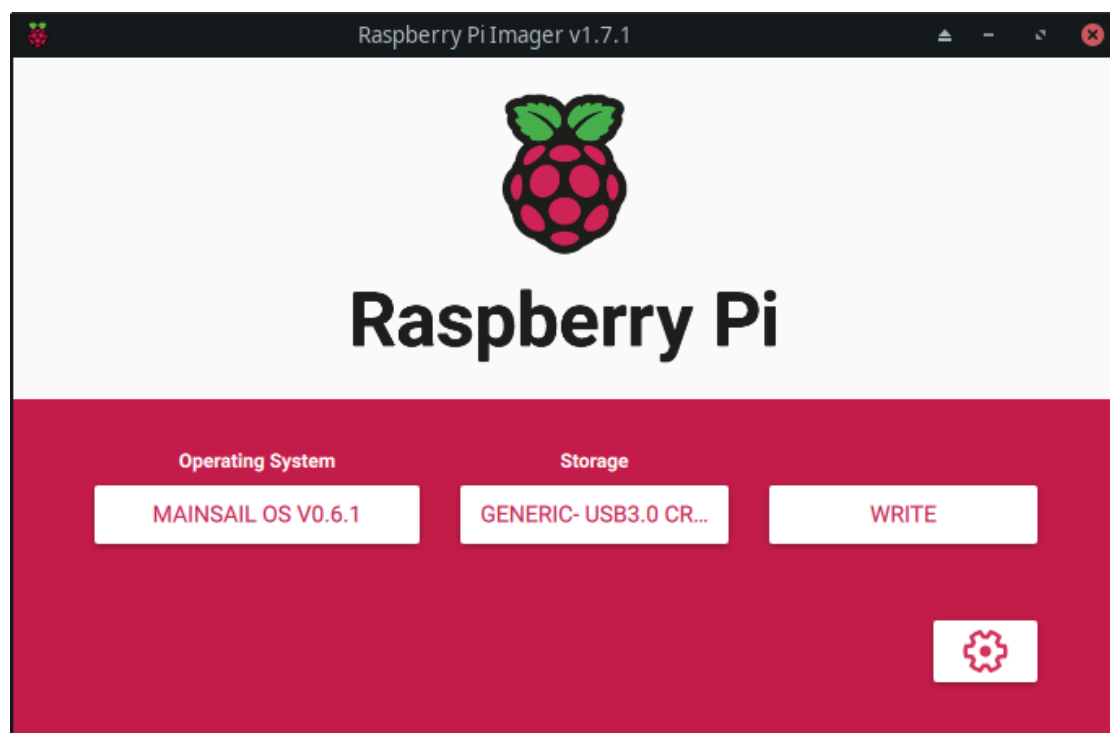 Raspberry Pi Imager v1.7.1
Raspberry Pi
Operating System
Storage
MAINSAIL OS V0.6.1
GENERIC- USB3.0 CR...
WRITE